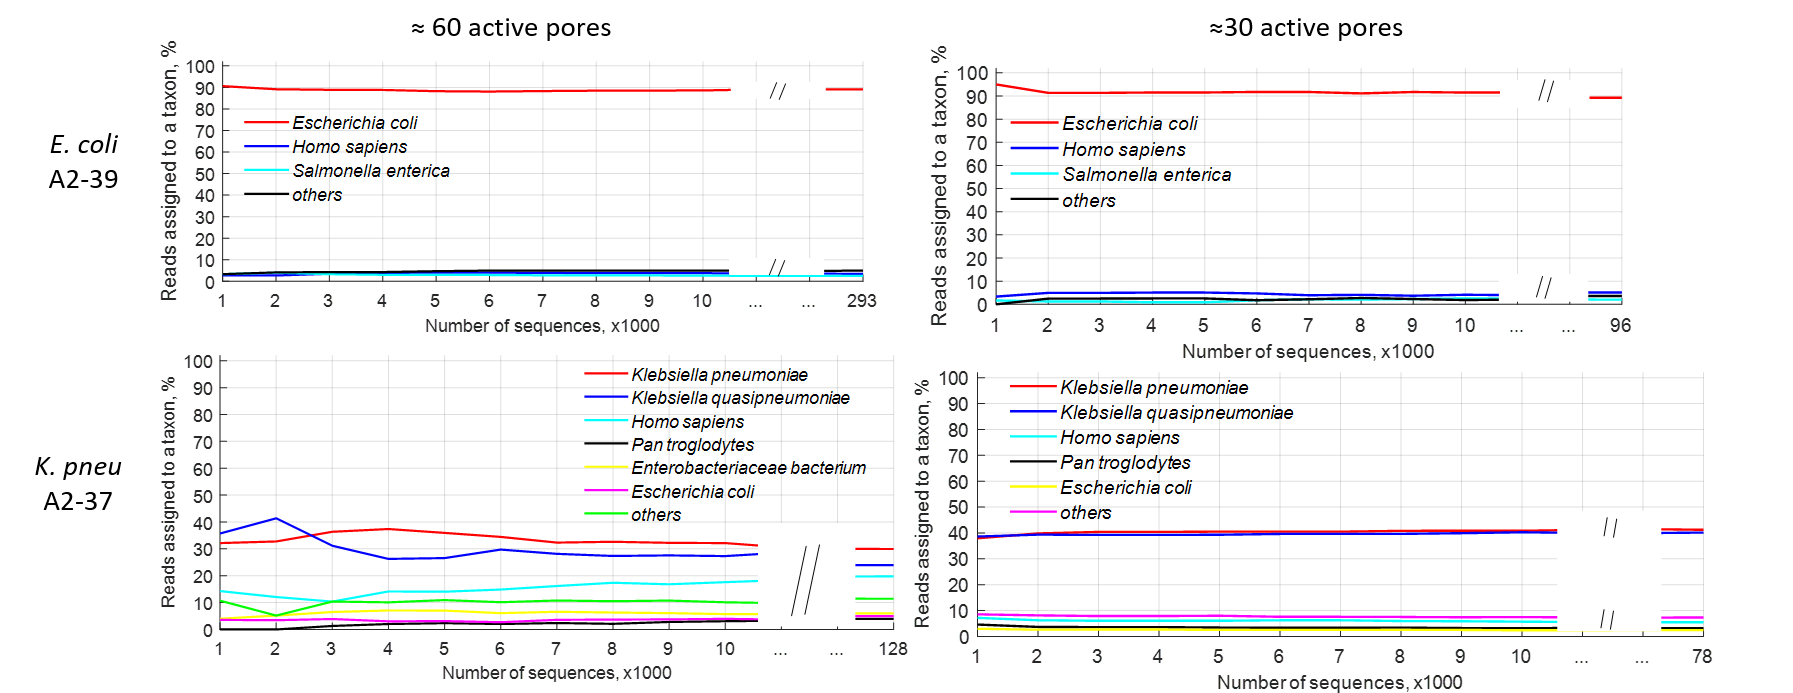 ≈ 60 active pores
≈30 active pores
E. coli
A2-39
Reads assigned to a taxon, %
100
90
80
70
60
50
40
30
20
10
0
Escherichia coli
Homo sapiens
Salmonella enterica
others
//
//
1 2 3 4 5 6 7 8 9 10 ... ... 293
Number of sequences, x1000
Reads assigned to a taxon, %
100
90
80
70
60
50
40
30
20
10
0
Escherichia coli
Homo sapiens
Salmonella enterica
others
//
//
1 2 3 4 5 6 7 8 9 10 ... ... 96
Number of sequences, x1000
K. pneu
A2-37
Reads assigned to a taxon, %
100
90
80
70
60
50
40
30
20
10
0
Klebsiella pneumoniae
Klebsiella quasipneumoniae
Homo sapiens
Pan troglodytes
Enterobacteriaceae bacterium
Escherichia coli
others
//
1 2 3 4 5 6 7 8 9 10 ... ... 128
Number of sequences, x1000
Reads assigned to a taxon, %
100
90
80
70
60
50
40
30
20
10
0
Klebsiella pneumoniae
Klebsiella quasipneumoniae
Homo sapiens
Pan troglodytes
Escherichia coli
others
//
//
1 2 3 4 5 6 7 8 9 10 ... ... 78
Number of sequences, x1000